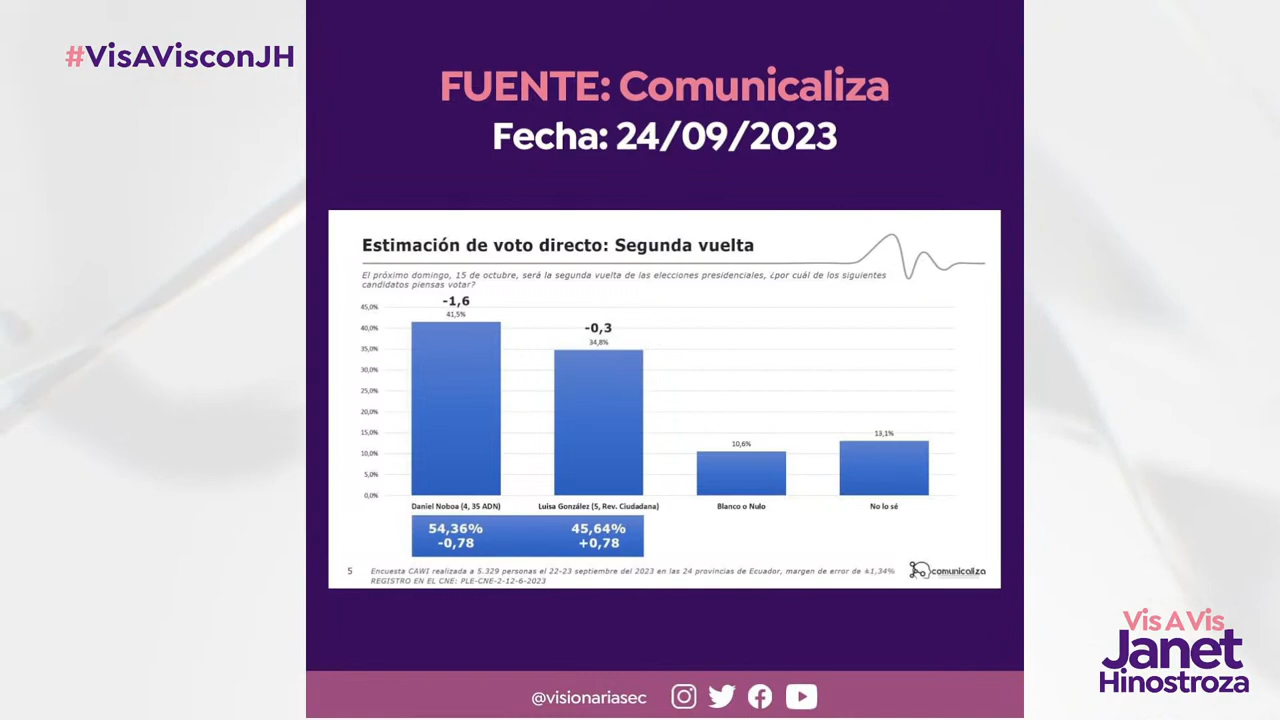 #VisAVisconJH
FUENTE: Comunicaliza
Fecha: 24/09/2023
Estimación de voto directo: Segunda vuelta
El próximo domingo, 15 de octubre, será la segunda vuelta de las elecciones presidenciales, ¿por cuál de los siguientes
candidatos piensas votar?
45,0%
40,0%
35,0%
30,0%
25,0%
20,0%
15,0%
10,0%
5,0%
0,0%
-1,6
41,5%
-0,3
34,8%
10,6%
13,1%
Daniel Noboa (4, 35 ADN)
Luisa González (5, Rev. Ciudadana)
Blanco o Nulo
No lo sé
54,36%
-0,78
45,64%
+0,78
5
Encuesta CAWI realizada a 5.329 personas el 22-23 septiembre del 2023 en las 24 provincias de Ecuador, margen de error de ±1,34%
REGISTRO EN EL CNE: PLE-CNE-2-12-6-2023
comunicaliza
@visionariasec
Vis A Vis
Janet
Hinostroza